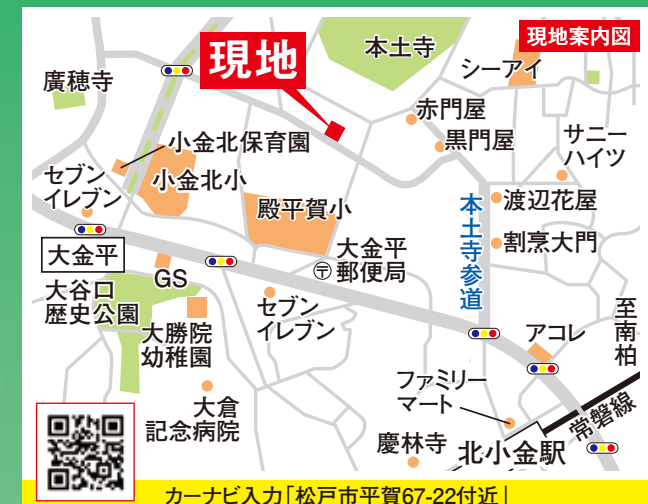 現地案内図
本土寺
シーアイ
現地
廣穂寺
赤門屋
黒門屋
サニー
ハイツ
小金北保育園
セブン
イレブン
小金北小
殿平賀小
渡辺花屋
本土寺参道
割烹大門
大金平
大金平
〒郵便局
GS
大谷口
歴史公園
セブン
イレブン
大勝院
幼稚園
アコレ
至南柏
ファミリー
マート
大倉
記念病院
常磐線
慶林寺
北小金駅
カーナビ入力「松戸市平賀67-22付近」